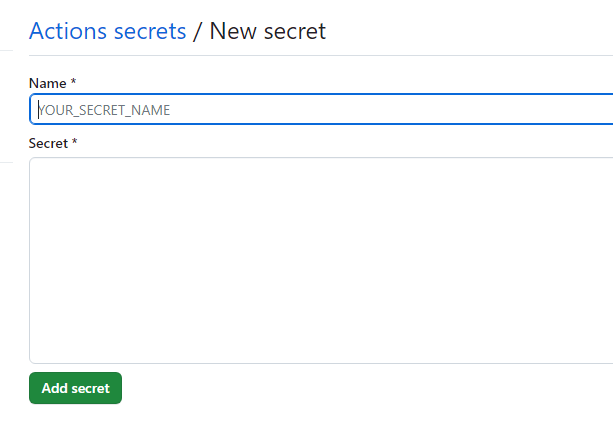 Actions secrets / New secret
Name *
YOUR_SECRET_NAME
Secret *
Add secret